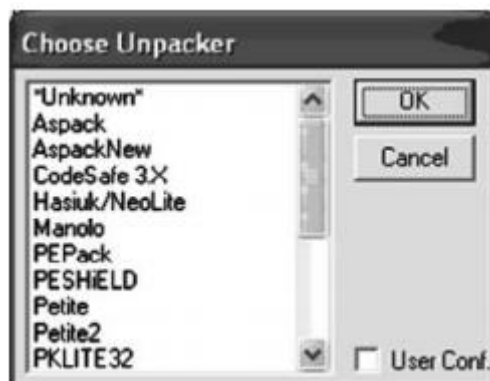 Choose Unpacker
"Unknown"
Aspack
AspackNew
CodeSafe 3.X
Hasiuk/NeoLite
Manolo
PEPack
PESHiELD
Petite
Petite2
PKLITE32
OK
Cancel
User Conf.